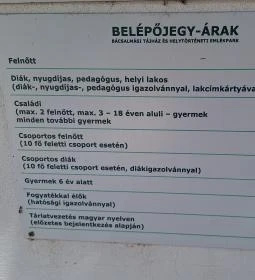 BELÉPŐJEGY-ÁRAK
BÁCSALMÁSI TÁJHÁZ ÉS HELYTÖRTÉNETI EMLÉKPARK
Felnőtt
Diák, nyugdíjas, pedagógus, helyi lakos
(diák-, nyugdíjas-, pedagógus igazolvánnyal, lakcímkártyáva
Családi
(max. 2 felnőtt, max. 3 – 18 éven aluli – gyermek
minden további gyermek
Csoportos felnőtt
(10 fő feletti csoport esetén)
Csoportos diák
(10 fő feletti csoport esetén, diákigazolvánnyal)
Gyermek 6 év alatt
Fogyatékkal élők
(hatósági igazolvánnyal)
Tárlatvezetés magyar nyelven
(előzetes bejelentkezés alapján)